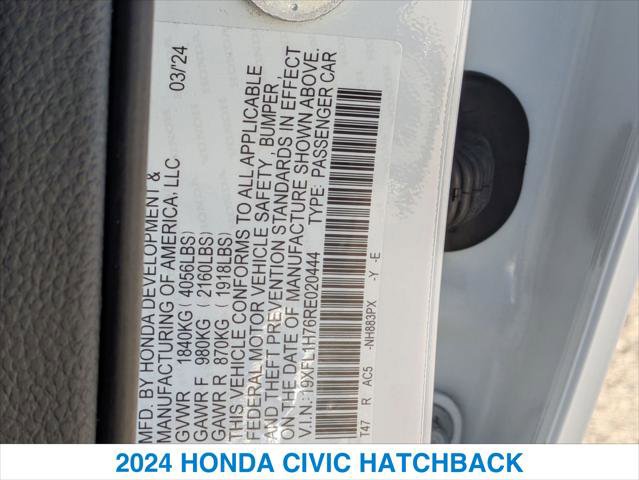 MFD. BY HONDA DEVELOPMENT & 03/'24
MANUFACTURING OF AMERICA, LLC
GVWR 1840KG ( 4056LBS)
GAWR F 980KG ( 2160LBS)
GAWR R 870KG ( 1918LBS)
THIS VEHICLE CONFORMS TO ALL APPLICABLE
FEDERAL MOTOR VEHICLE SAFETY, BUMPER,
AND THEFT PREVENTION STANDARDS IN EFFECT
ON THE DATE OF MANUFACTURE SHOWN ABOVE.
V.I.N.: 19XFL1H76RE020444 TYPE: PASSENGER CAR
T47 R AC5 -NH883PX -Y -E
2024 HONDA CIVIC HATCHBACK